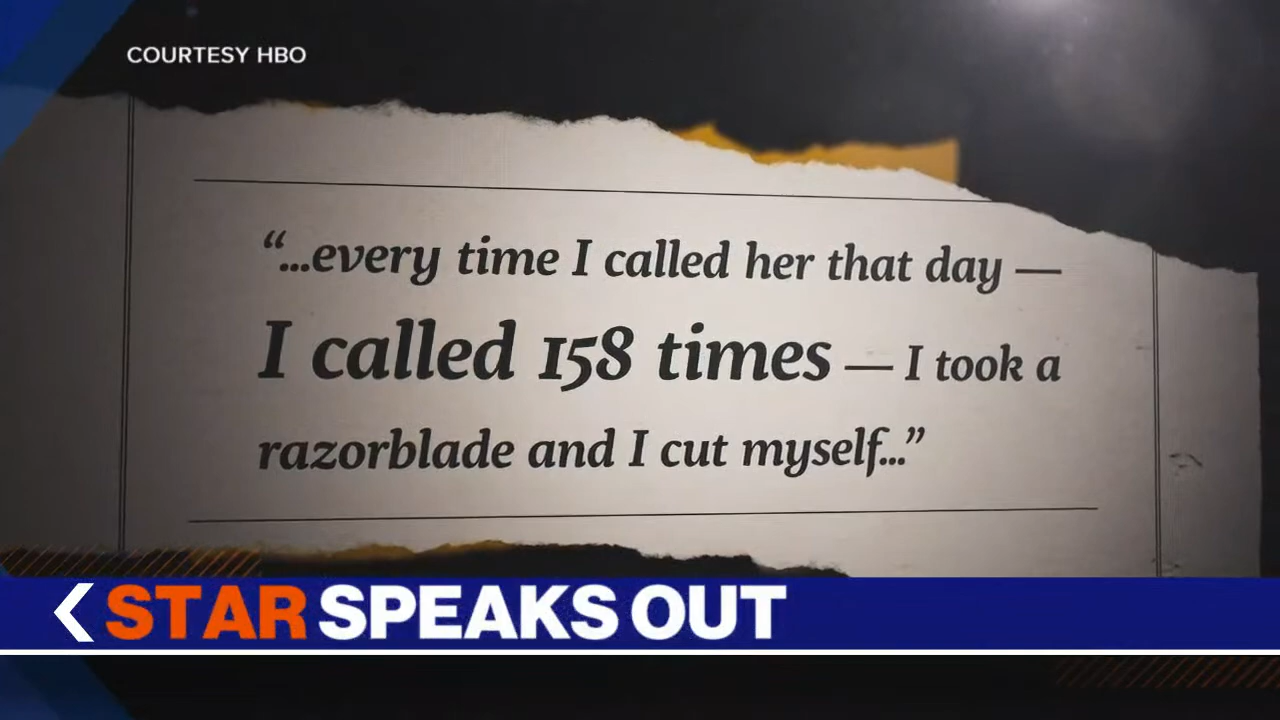 COURTESY HBO
“...every time I called her that day —
I called 158 times — I took a
razorblade and I cut myself...”
STAR SPEAKS OUT